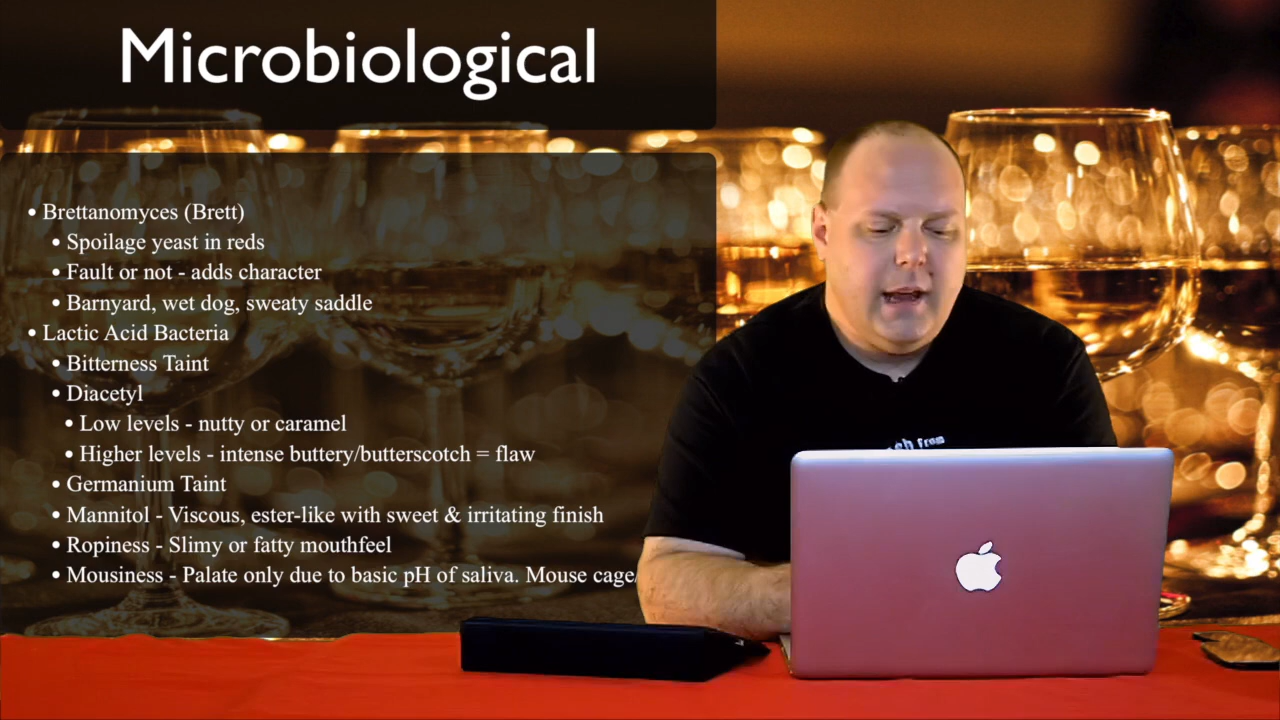 Microbiological
• Brettanomyces (Brett)
• Spoilage yeast in reds
• Fault or not - adds character
• Barnyard, wet dog, sweaty saddle
• Lactic Acid Bacteria
• Bitterness Taint
• Diacetyl
• Low levels - nutty or caramel
• Higher levels - intense buttery/butterscotch = flaw
• Germanium Taint
• Mannitol - Viscous, ester-like with sweet & irritating finish
• Ropiness - Slimy or fatty mouthfeel
• Mousiness - Palate only due to basic pH of saliva. Mouse cage/
From